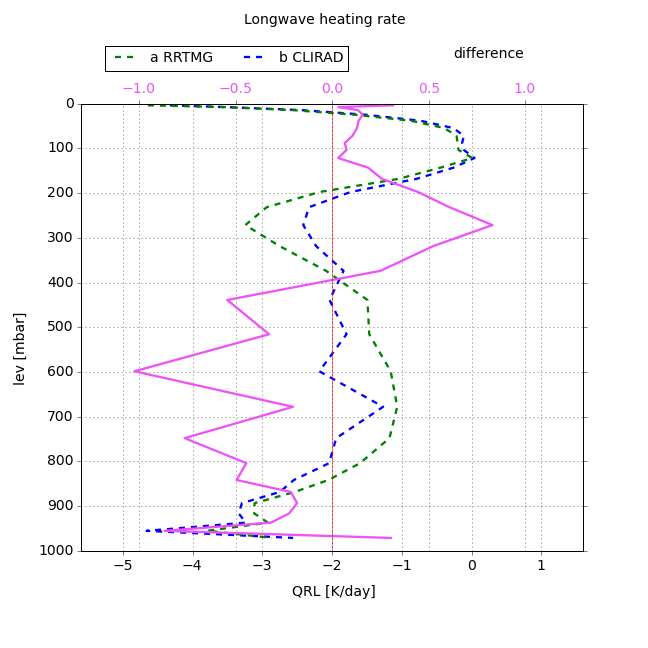 Longwave heating rate
a RRTMG b CLIRAD difference
−1.0 −0.5 0.0 0.5 1.0
0
100
200
300
400
500
600
700
800
900
1000
lev [mbar]
−5 −4 −3 −2 −1 0 1
QRL [K/day]